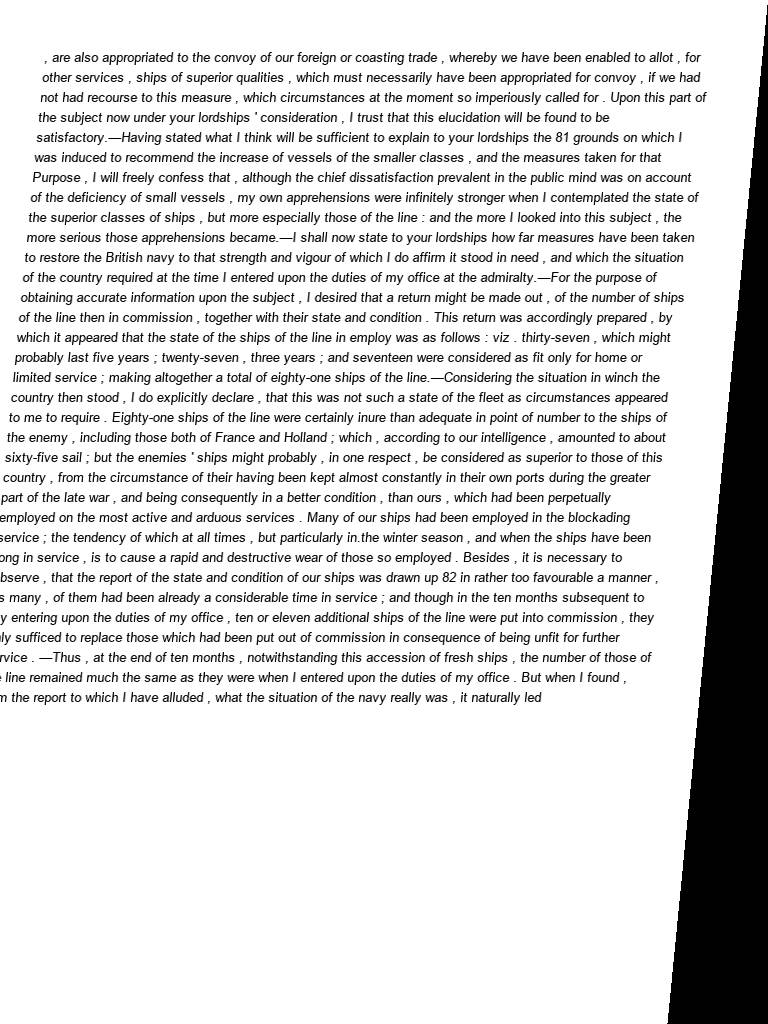 , are also appropriated to the convoy of our foreign or coasting trade , whereby we have been enabled to allot , for
other services , ships of superior qualities , which must necessarily have been appropriated for convoy , if we had
not had recourse to this measure , which circumstances at the moment so imperiously called for . Upon this part of
the subject now under your lordships ' consideration , I trust that this elucidation will be found to be
satisfactory.—Having stated what I think will be sufficient to explain to your lordships the 81 grounds on which I
was induced to recommend the increase of vessels of the smaller classes , and the measures taken for that
Purpose , I will freely confess that , although the chief dissatisfaction prevalent in the public mind was on account
of the deficiency of small vessels , my own apprehensions were infinitely stronger when I contemplated the state of
the superior classes of ships , but more especially those of the line : and the more I looked into this subject , the
more serious those apprehensions became.—I shall now state to your lordships how far measures have been taken
to restore the British navy to that strength and vigour of which I do affirm it stood in need , and which the situation
of the country required at the time I entered upon the duties of my office at the admiralty.—For the purpose of
obtaining accurate information upon the subject , I desired that a return might be made out , of the number of ships
of the line then in commission , together with their state and condition . This return was accordingly prepared , by
which it appeared that the state of the ships of the line in employ was as follows : viz . thirty-seven , which might
probably last five years ; twenty-seven , three years ; and seventeen were considered as fit only for home or
limited service ; making altogether a total of eighty-one ships of the line.—Considering the situation in winch the
country then stood , I do explicitly declare , that this was not such a state of the fleet as circumstances appeared
to me to require . Eighty-one ships of the line were certainly inure than adequate in point of number to the ships of
the enemy , including those both of France and Holland ; which , according to our intelligence , amounted to about
sixty-five sail ; but the enemies ' ships might probably , in one respect , be considered as superior to those of this
country , from the circumstance of their having been kept almost constantly in their own ports during the greater
part of the late war , and being consequently in a better condition , than ours , which had been perpetually
employed on the most active and arduous services . Many of our ships had been employed in the blockading
service ; the tendency of which at all times , but particularly in.the winter season , and when the ships have been
in service , is to cause a rapid and destructive wear of those so employed . Besides , it is necessary to
, that the report of the state and condition of our ships was drawn up 82 in rather too favourable a manner ,
many , of them had been already a considerable time in service ; and though in the ten months subsequent to
entering upon the duties of my office , ten or eleven additional ships of the line were put into commission , they
sufficed to replace those which had been put out of commission in consequence of being unfit for further
. —Thus , at the end of ten months , notwithstanding this accession of fresh ships , the number of those of
line remained much the same as they were when I entered upon the duties of my office . But when I found ,
the report to which I have alluded , what the situation of the navy really was , it naturally led